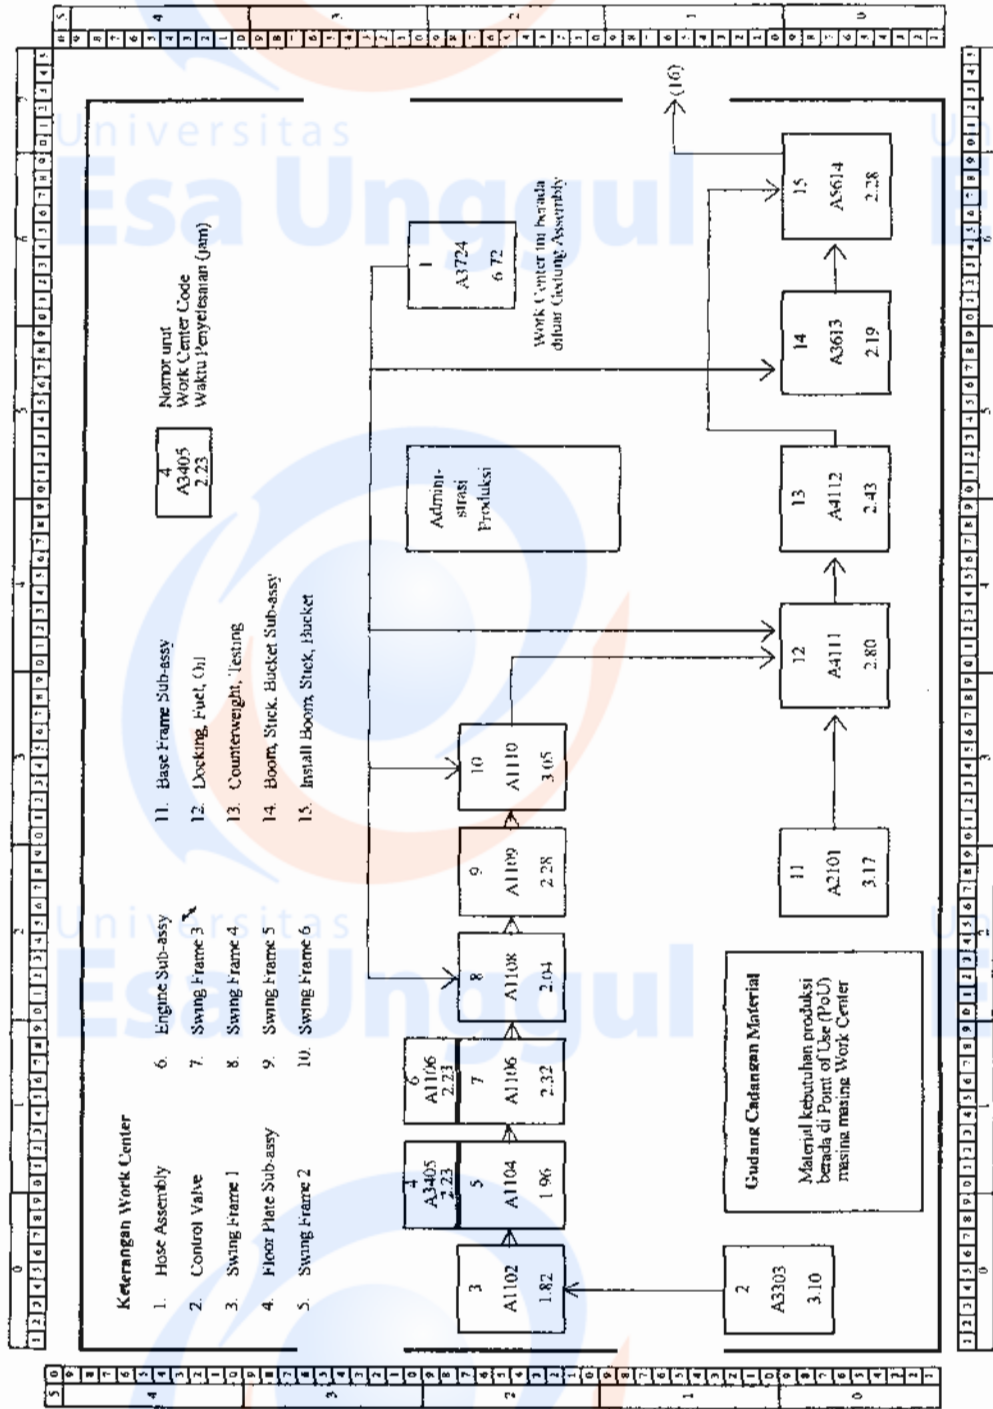 Keterangan Work Center
1. Hose Assembly
2. Control Valve
3. Swing Frame 1
4. Floor Plate Sub-assy
5. Swing Frame 2
6. Engine Sub-assy
7. Swing Frame 3
8. Swing Frame 4
9. Swing Frame 5
10. Swing Frame 6
11. Base Frame Sub-assy
12. Docking, Fuel, Oil
13. Counterweight, Testing
14. Boom, Stick, Bucket Sub-assy
15. Install Boom, Stick, Bucket
4
A3405
2.23
Nomor urut
Work Center Code
Waktu Penyelesaian (jam)
4
A3405
2.23
6
A1106
2.23
3
A1102
1.82
5
A1104
1.96
7
A1106
2.32
8
A1108
2.04
9
A1109
2.28
10
A1110
3.05
Admini-
strasi
Produksi
1
A3724
6.72
Work Center ini berada
diluar Gedung Assembly
2
A3303
3.10
Gudang Cadangan Material
Material kebutuhan produksi
berada di Point of Use (PoU)
masing masing Work Center
11
A2101
3.17
12
A4111
2.80
13
A4112
2.43
14
A3613
2.19
15
A5614
2.28
(16)
Universitas
Esa Unggul
Universitas
Esa Unggul